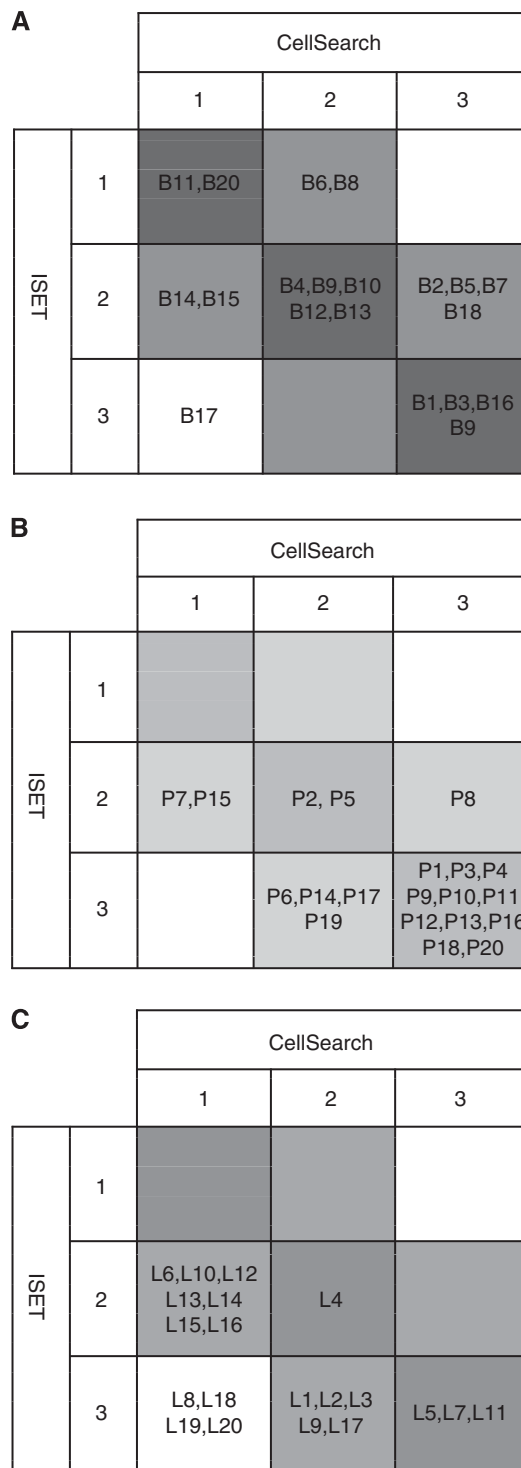 A
CellSearch
1 2 3
ISET
1
B11,B20
B6,B8
2
B14,B15
B4,B9,B10
B12,B13
B2,B5,B7
B18
3
B17
B1,B3,B16
B9
B
CellSearch
1 2 3
ISET
1
2
P7,P15
P2, P5
P8
3
P6,P14,P17
P19
P1,P3,P4
P9,P10,P11
P12,P13,P16
P18,P20
C
CellSearch
1 2 3
ISET
1
2
L6,L10,L12
L13,L14
L15,L16
L4
3
L8,L18
L19,L20
L1,L2,L3
L9,L17
L5,L7,L11